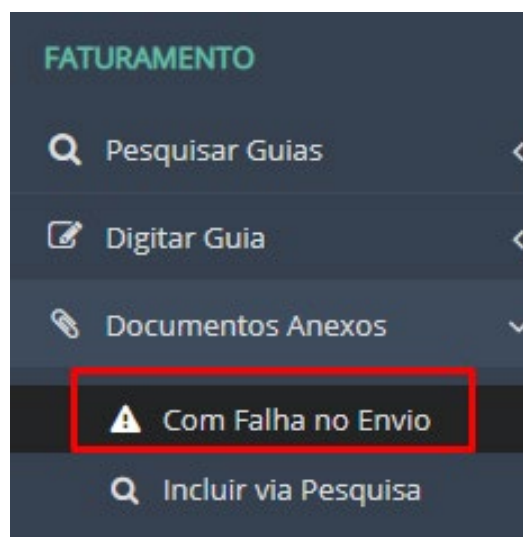 FATURAMENTO
Pesquisar Guias
Digitar Guia
Documentos Anexos
Com Falha no Envio
Incluir via Pesquisa